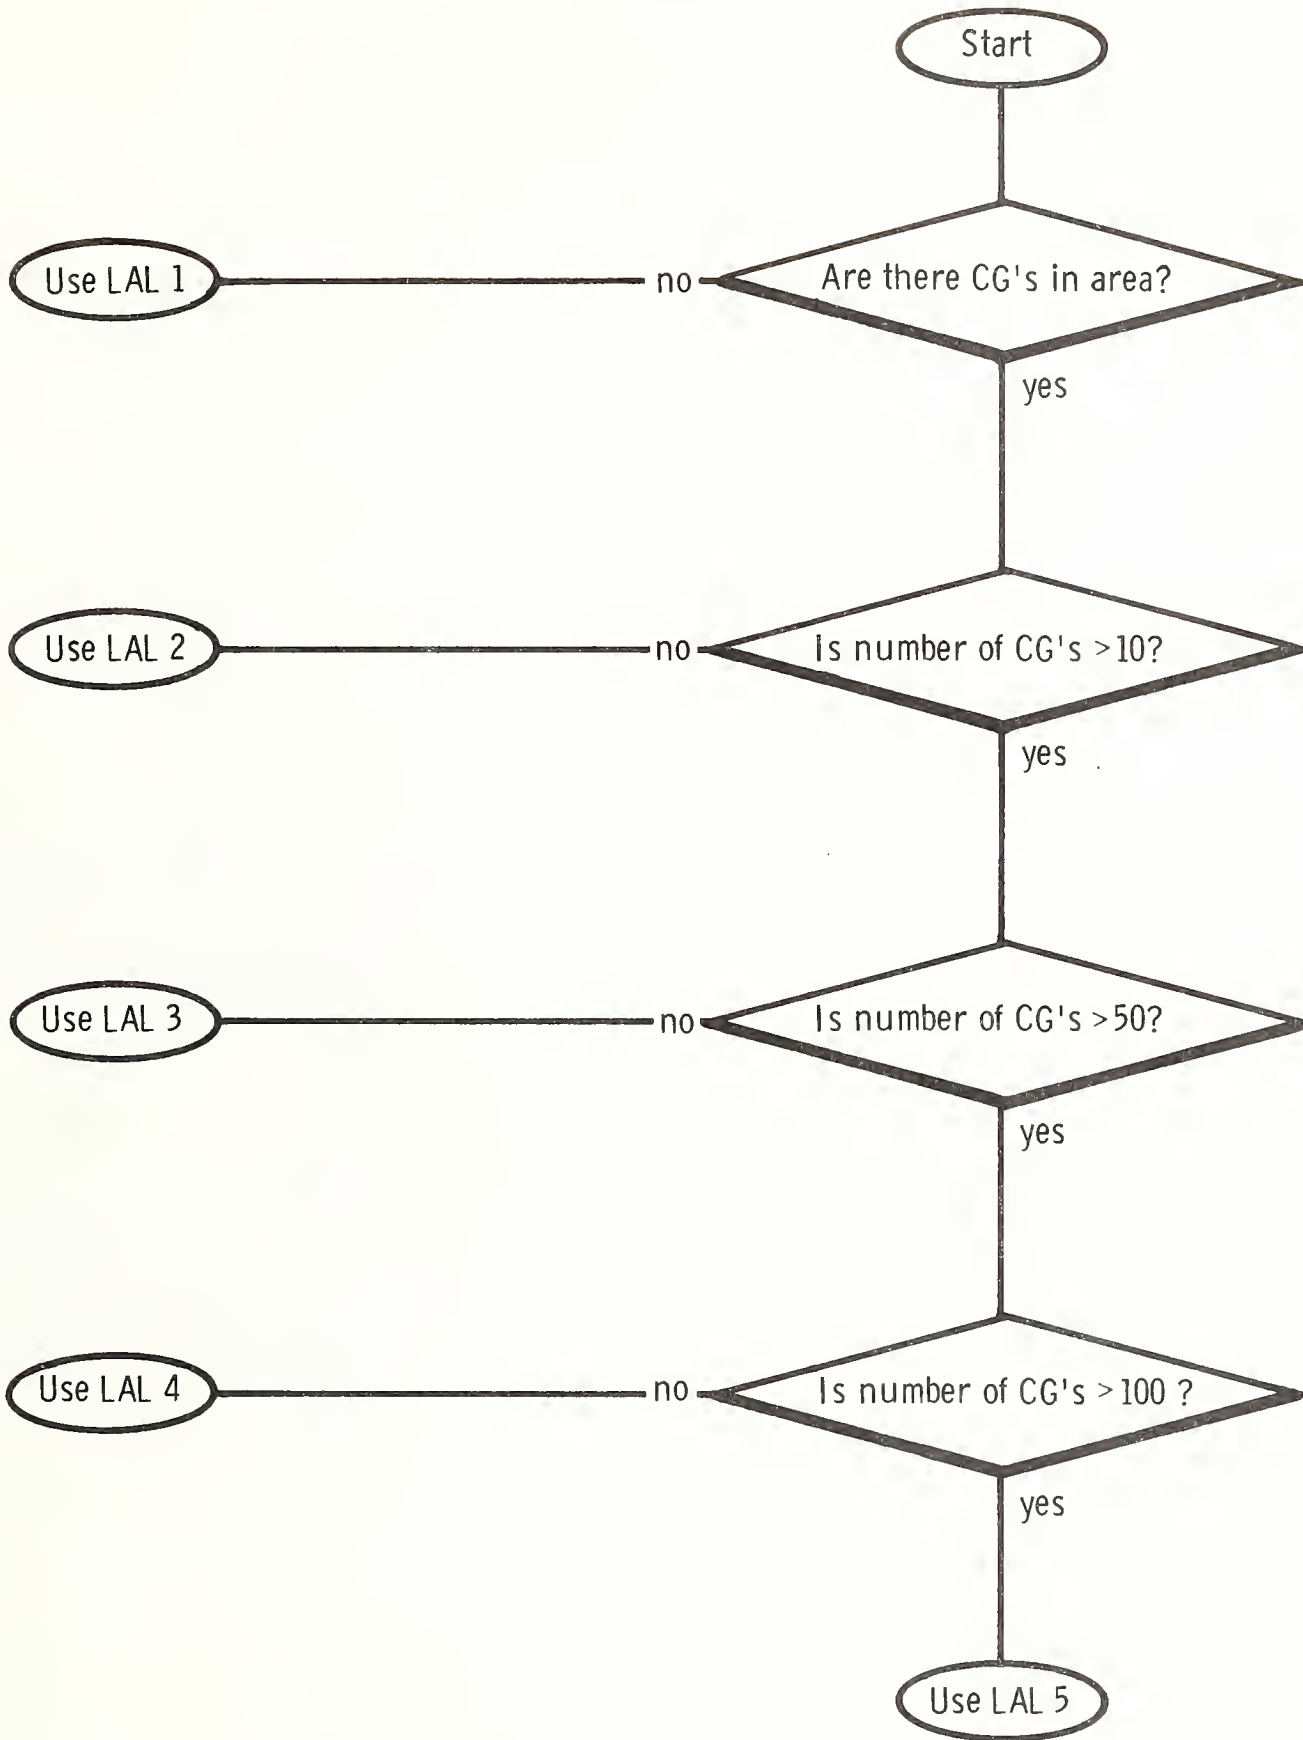 Start
Are there CG's in area?
no
Use LAL 1
yes
Is number of CG's >10?
no
Use LAL 2
yes
Is number of CG's >50?
no
Use LAL 3
yes
Is number of CG's >100 ?
no
Use LAL 4
yes
Use LAL 5